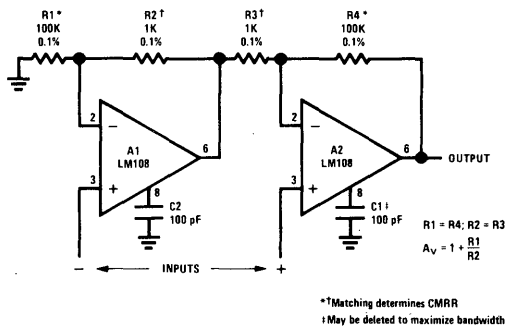 R1* R2† R3† R4*
100K 1K 1K 100K
0.1% 0.1% 0.1% 0.1%
2 − 2 −
A1 6 A2 6 OUTPUT
LM108 LM108
3 + 8 3 + 8
C2 C1‡
100 pF 100 pF
R1 = R4; R2 = R3
− INPUTS +
A_V = 1 + R1/R2
*†Matching determines CMRR
‡May be deleted to maximize bandwidth